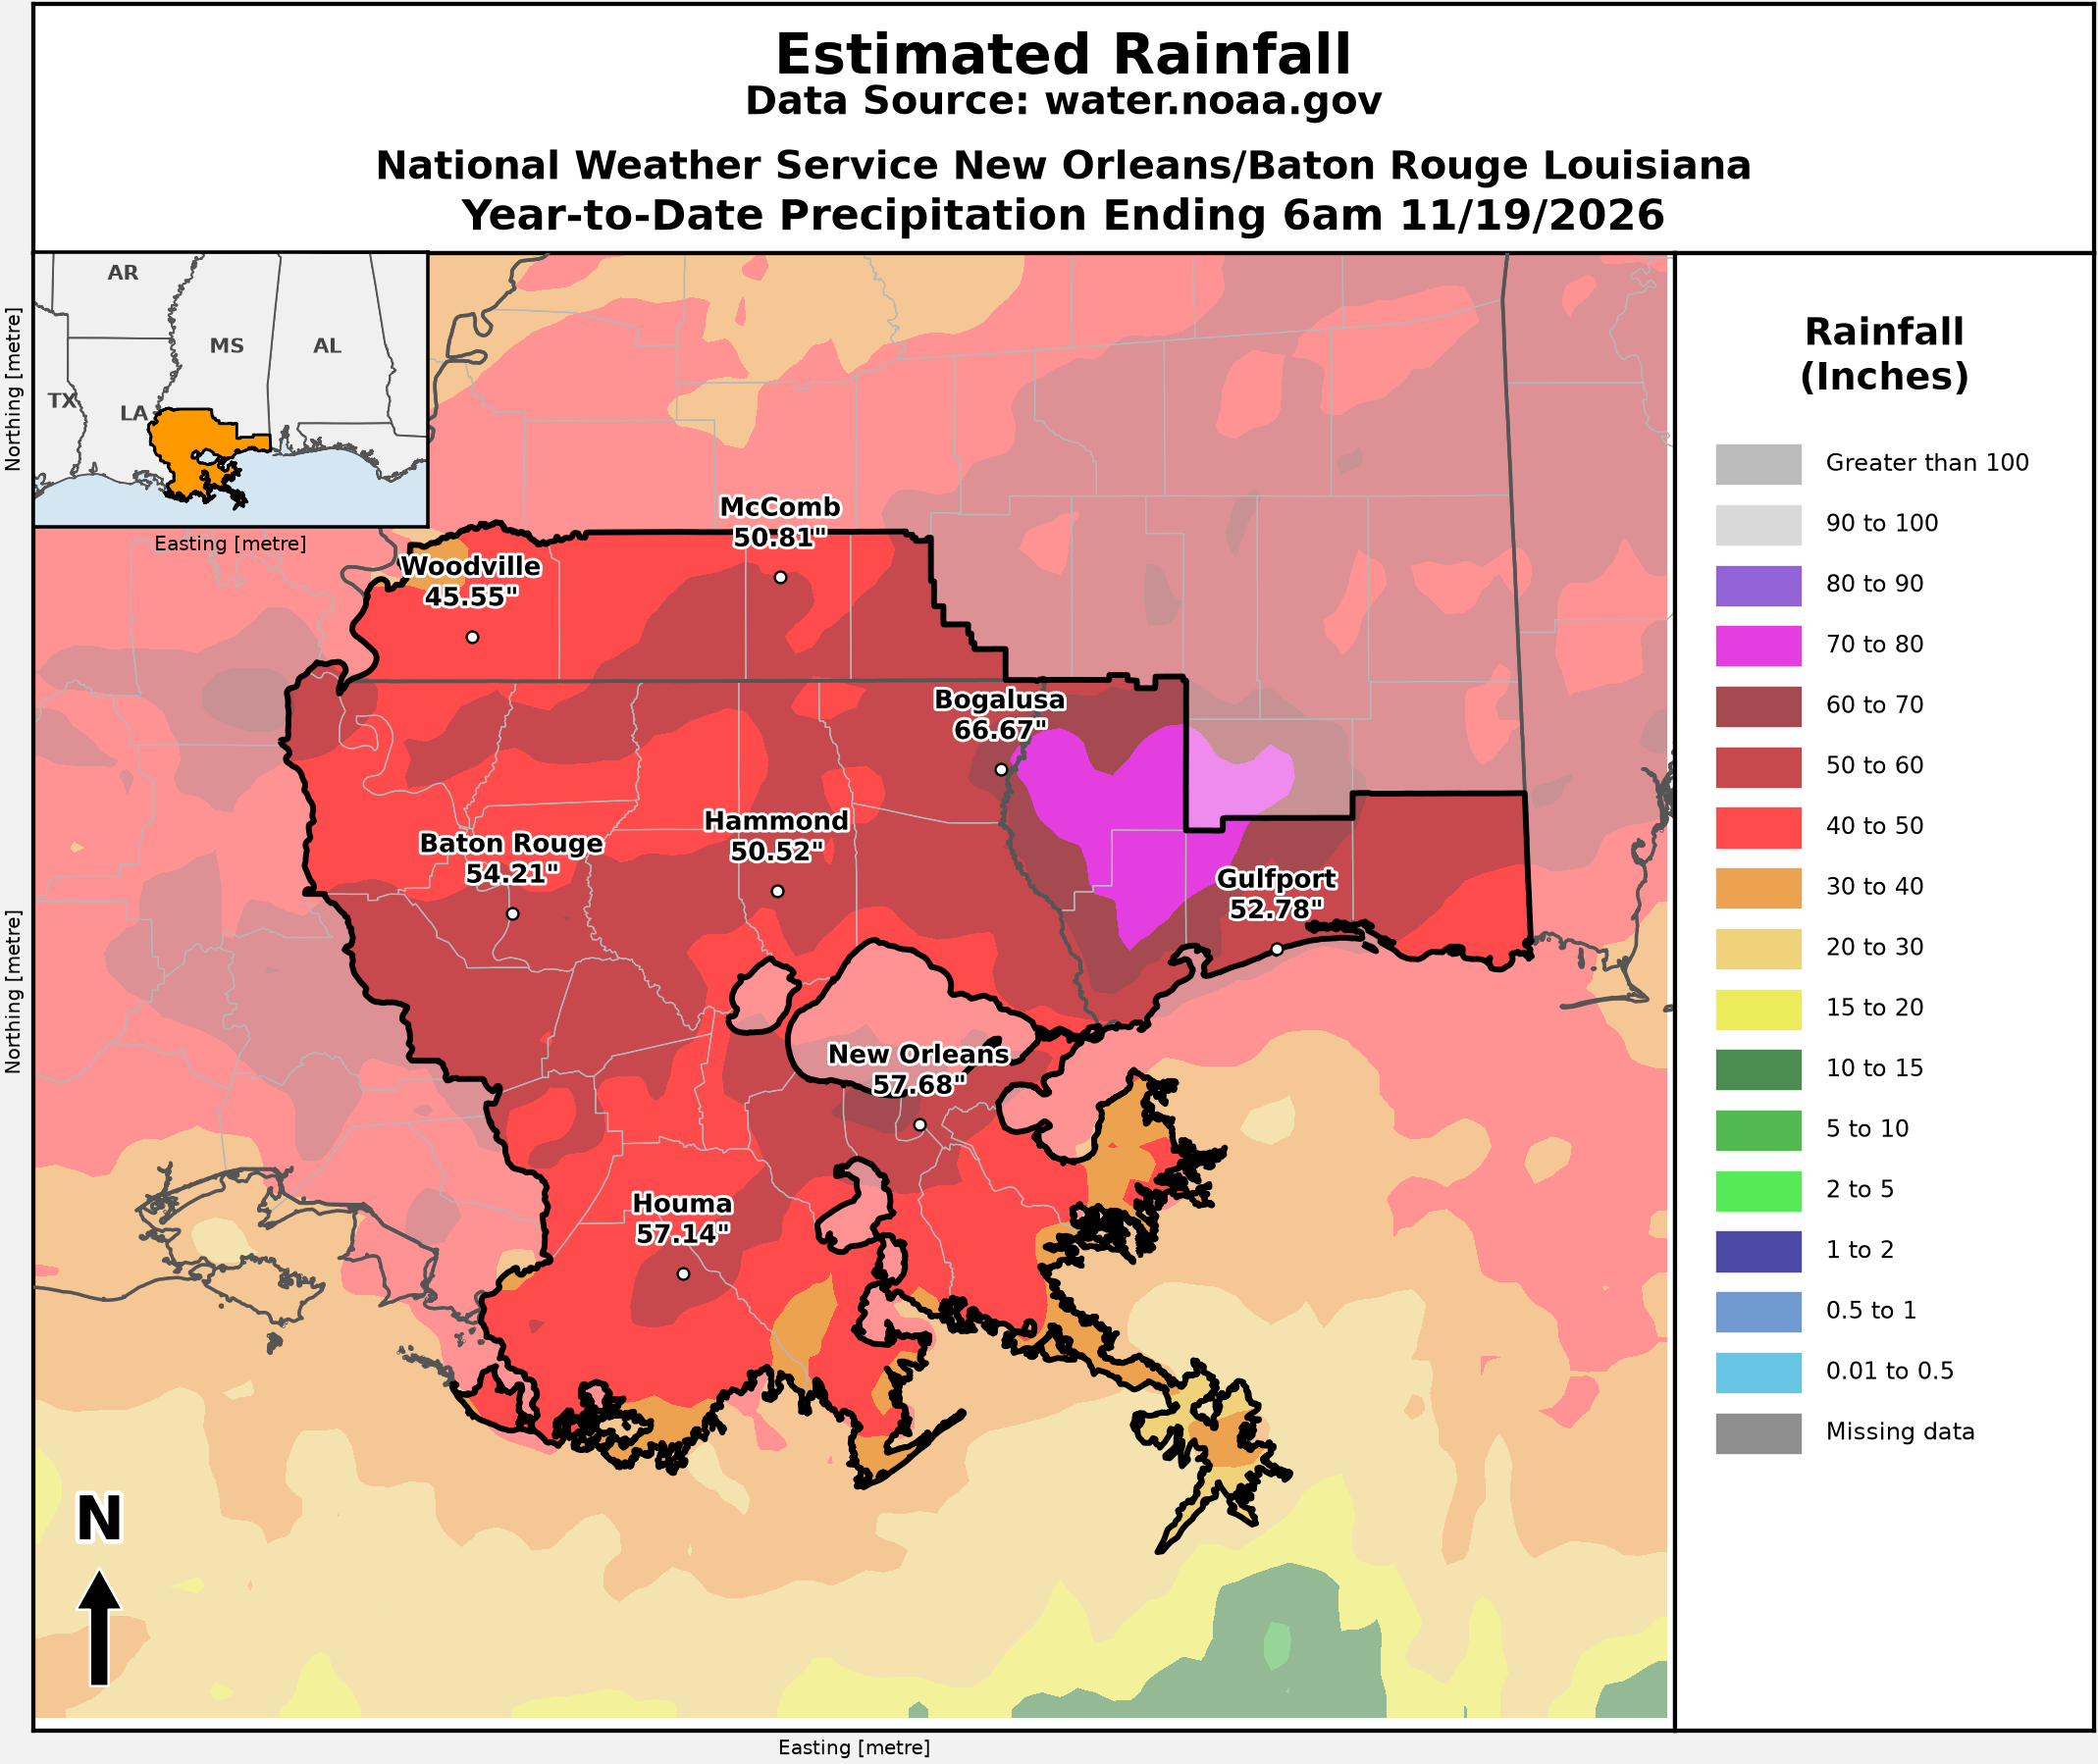 Estimated Rainfall
Data Source: water.noaa.gov
National Weather Service New Orleans/Baton Rouge Louisiana
Year-to-Date Precipitation Ending 6am 11/19/2026
Northing [metre]
AR
MS
AL
TX
LA
Easting [metre]
McComb
50.81"
Woodville
45.55"
Bogalusa
66.67"
Hammond
50.52"
Baton Rouge
54.21"
Gulfport
52.78"
New Orleans
57.68"
Houma
57.14"
Northing [metre]
N
Easting [metre]
Rainfall
(Inches)
Greater than 100
90 to 100
80 to 90
70 to 80
60 to 70
50 to 60
40 to 50
30 to 40
20 to 30
15 to 20
10 to 15
5 to 10
2 to 5
1 to 2
0.5 to 1
0.01 to 0.5
Missing data